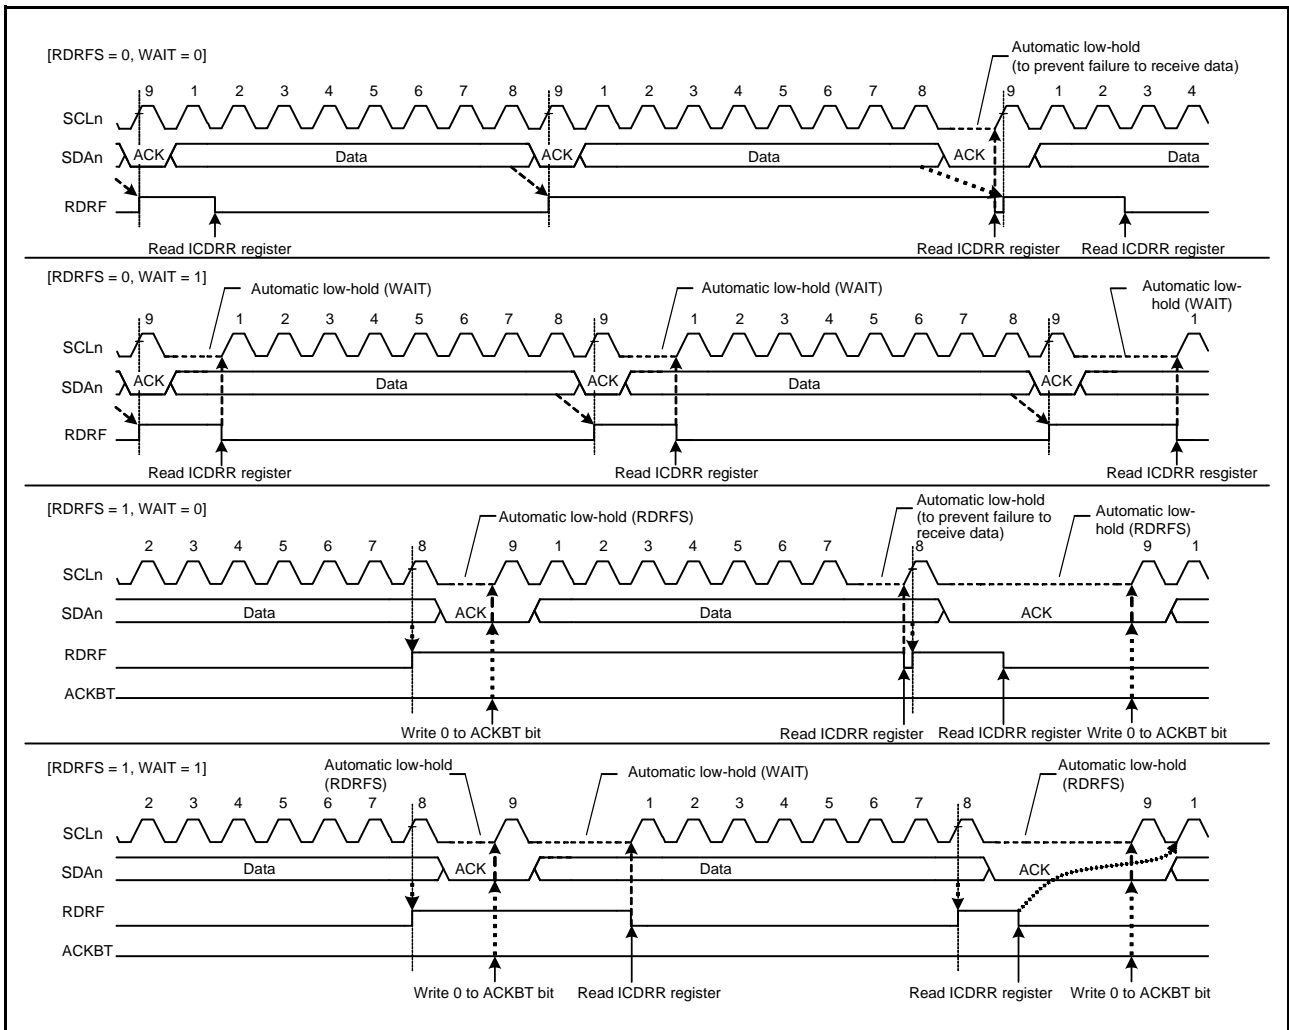 [RDRFS = 0, WAIT = 0]
Automatic low-hold
(to prevent failure to receive data)
9 1 2 3 4 5 6 7 8 9 1 2 3 4 5 6 7 8 9 1 2 3 4
SCLn
SDAn ACK Data ACK Data ACK Data
RDRF
Read ICDRR register Read ICDRR register Read ICDRR register
[RDRFS = 0, WAIT = 1]
Automatic low-hold (WAIT) Automatic low-hold (WAIT) Automatic low-
hold (WAIT)
9 1 2 3 4 5 6 7 8 9 1 2 3 4 5 6 7 8 9 1
SCLn
SDAn ACK Data ACK Data ACK
RDRF
Read ICDRR register Read ICDRR register Read ICDRR resgister
[RDRFS = 1, WAIT = 0]
Automatic low-hold (RDRFS)
Automatic low-hold
(to prevent failure to
receive data)
Automatic low-
hold (RDRFS)
2 3 4 5 6 7 8 9 1 2 3 4 5 6 7 8 9 1
SCLn
SDAn Data ACK Data ACK
RDRF
ACKBT
Write 0 to ACKBT bit Read ICDRR register Read ICDRR register Write 0 to ACKBT bit
[RDRFS = 1, WAIT = 1]
Automatic low-hold
(RDRFS)
Automatic low-hold (WAIT)
Automatic low-hold
(RDRFS)
2 3 4 5 6 7 8 9 1 2 3 4 5 6 7 8 9 1
SCLn
SDAn Data ACK Data ACK
RDRF
ACKBT
Write 0 to ACKBT bit Read ICDRR register Read ICDRR register Write 0 to ACKBT bit